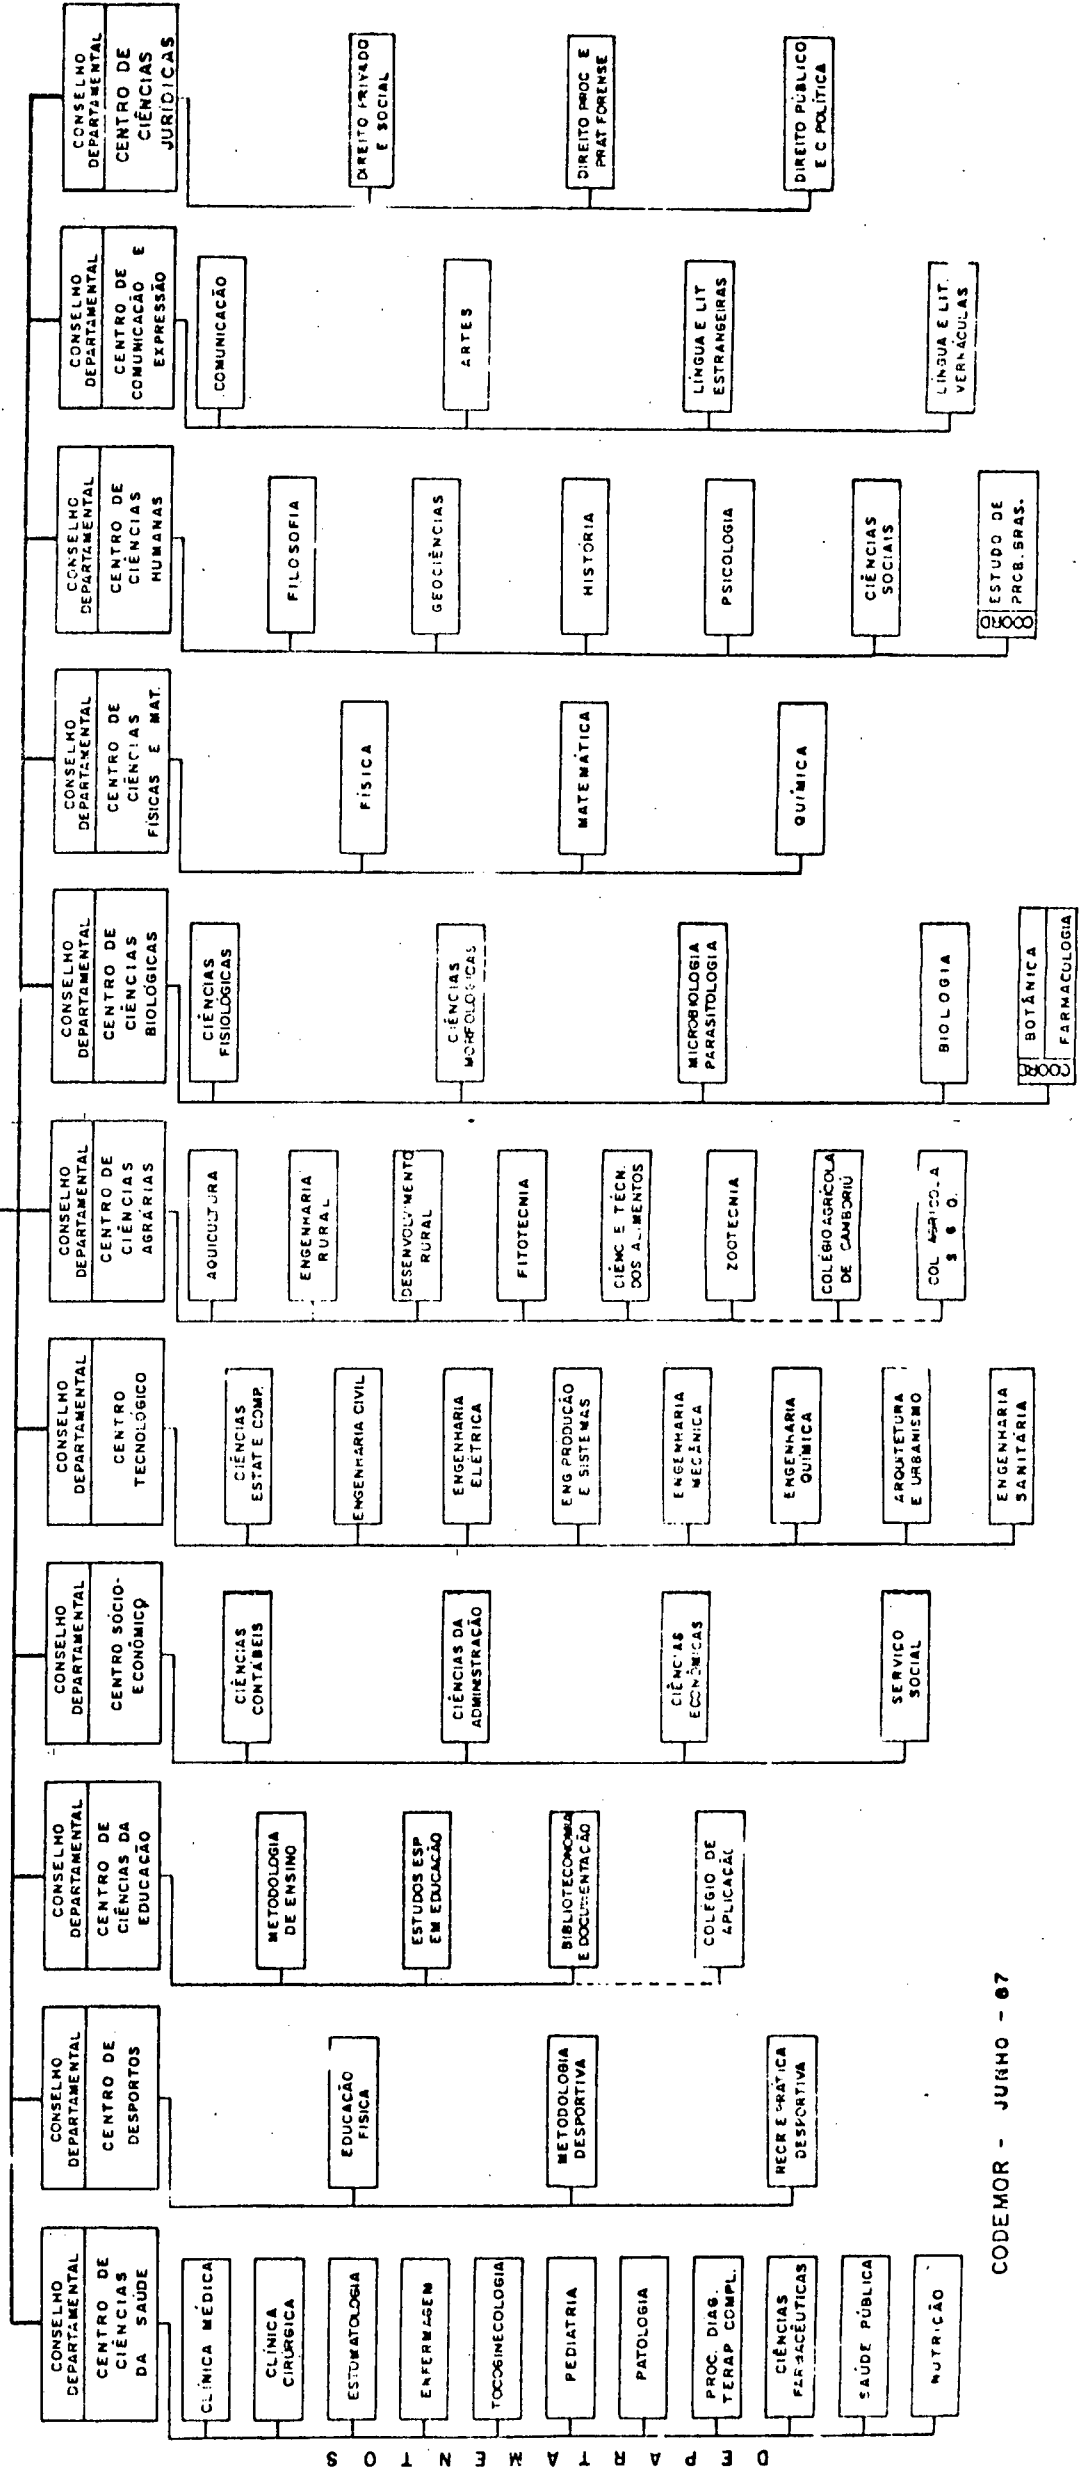 CONSELHO
DEPARTAMENTAL
CENTRO DE
CIÊNCIAS
DA SAÚDE
CLÍNICA MÉDICA
CLÍNICA
CIRÚRGICA
ESTOMATOLOGIA
ENFERMAGEM
TOCOGINECOLOGIA
PEDIATRIA
PATOLOGIA
PROC. DIAG.
TERAP COMPL.
CIÊNCIAS
FARMACÊUTICAS
SAÚDE PÚBLICA
NUTRIÇÃO
CONSELHO
DEPARTAMENTAL
CENTRO DE
DESPORTOS
EDUCAÇÃO
FÍSICA
METODOLOGIA
DESPORTIVA
RECR E PRÁTICA
DESPORTIVA
CONSELHO
DEPARTAMENTAL
CENTRO DE
CIÊNCIAS DA
EDUCAÇÃO
METODOLOGIA
DE ENSINO
ESTUDOS ESP
EM EDUCAÇÃO
BIBLIOTECONOMIA
E DOCUMENTAÇÃO
COLÉGIO DE
APLICAÇÃO
CONSELHO
DEPARTAMENTAL
CENTRO SÓCIO-
ECONÔMICO
CIÊNCIAS
CONTÁBEIS
CIÊNCIAS DA
ADMINISTRAÇÃO
CIÊNCIAS
ECONÔMICAS
SERVIÇO
SOCIAL
CONSELHO
DEPARTAMENTAL
CENTRO
TECNOLÓGICO
CIÊNCIAS
ESTAT E COMP.
ENGENHARIA CIVIL
ENGENHARIA
ELÉTRICA
ENG PRODUÇÃO
E SISTEMAS
ENGENHARIA
MECÂNICA
ENGENHARIA
QUÍMICA
ARQUITETURA
E URBANISMO
ENGENHARIA
SANITÁRIA
CONSELHO
DEPARTAMENTAL
CENTRO DE
CIÊNCIAS
AGRÁRIAS
AQUICULTURA
ENGENHARIA
RURAL
DESENVOLVIMENTO
RURAL
FITOTECNIA
CIÊNC E TÉCN.
DOS ALIMENTOS
ZOOTECNIA
COLÉGIO AGRÍCOLA
DE CAMBORIÚ
COL AGRICOLA
S G O.
CONSELHO
DEPARTAMENTAL
CENTRO DE
CIÊNCIAS
BIOLÓGICAS
CIÊNCIAS
FISIOLÓGICAS
CIÊNCIAS
MORFOLÓGICAS
MICROBIOLOGIA
PARASITOLOGIA
BIOLOGIA
COORD
BOTÂNICA
FARMACULOGIA
CONSELHO
DEPARTAMENTAL
CENTRO DE
CIÊNCIAS
FÍSICAS E MAT.
FÍSICA
MATEMÁTICA
QUÍMICA
CONSELHO
DEPARTAMENTAL
CENTRO DE
CIÊNCIAS
HUMANAS
FILOSOFIA
GEOCIÊNCIAS
HISTÓRIA
PSICOLOGIA
CIÊNCIAS
SOCIAIS
COORD
ESTUDO DE
PROB. BRAS.
CONSELHO
DEPARTAMENTAL
CENTRO DE
COMUNICAÇÃO E
EXPRESSÃO
COMUNICAÇÃO
ARTES
LÍNGUA E LIT
ESTRANGEIRAS
LÍNGUA E LIT.
VERNÁCULAS
CONSELHO
DEPARTAMENTAL
CENTRO DE
CIÊNCIAS
JURÍDICAS
DIREITO PRIVADO
E SOCIAL
DIREITO PROC E
PRAT FORENSE
DIREITO PÚBLICO
E C POLÍTICA
DEPARTAMENTOS
CODEMOR - JUNHO - 87